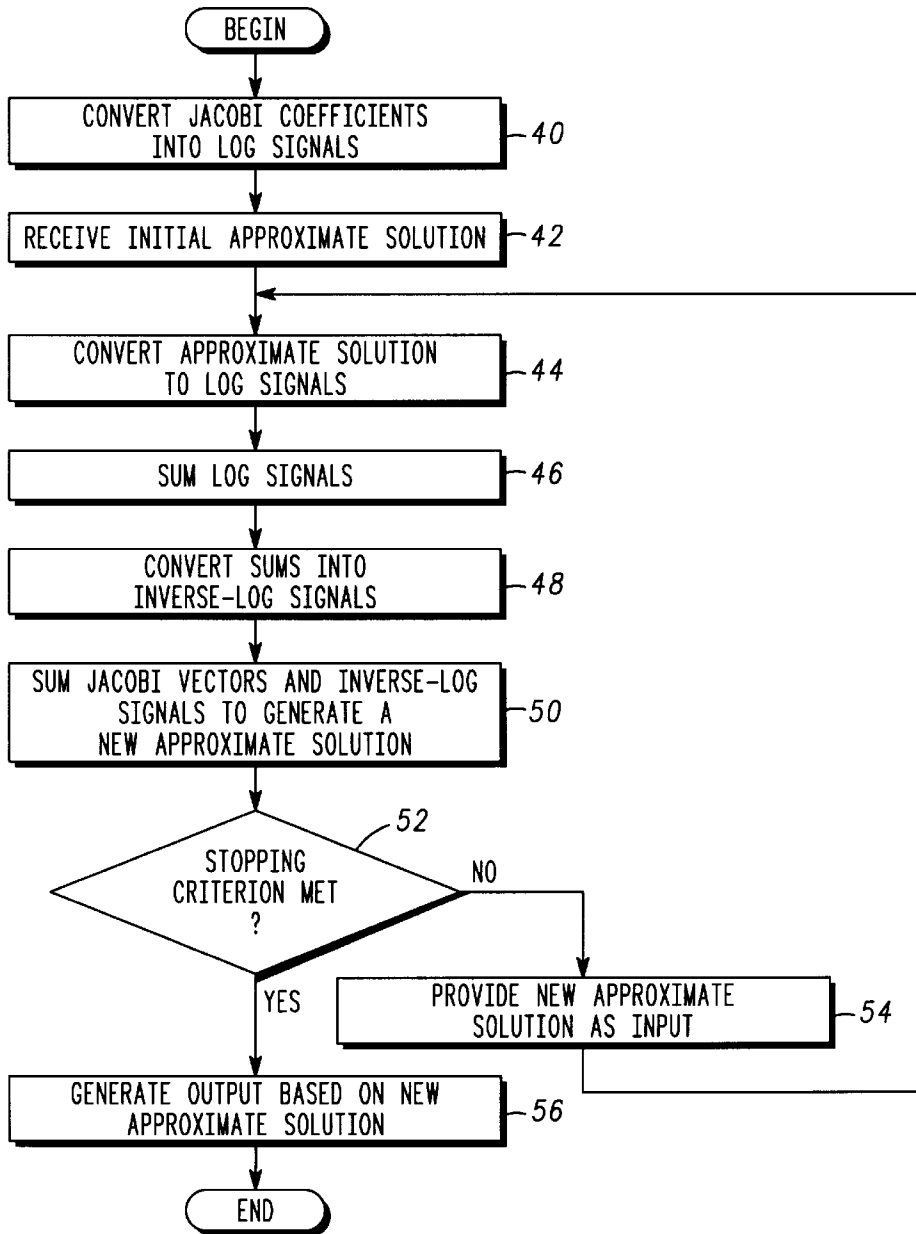 BEGIN
CONVERT JACOBI COEFFICIENTS
INTO LOG SIGNALS
40
RECEIVE INITIAL APPROXIMATE SOLUTION
42
CONVERT APPROXIMATE SOLUTION
TO LOG SIGNALS
44
SUM LOG SIGNALS
46
CONVERT SUMS INTO
INVERSE-LOG SIGNALS
48
SUM JACOBI VECTORS AND INVERSE-LOG
SIGNALS TO GENERATE A
NEW APPROXIMATE SOLUTION
50
52
STOPPING
CRITERION MET
?
NO
YES
PROVIDE NEW APPROXIMATE
SOLUTION AS INPUT
54
GENERATE OUTPUT BASED ON NEW
APPROXIMATE SOLUTION
56
END